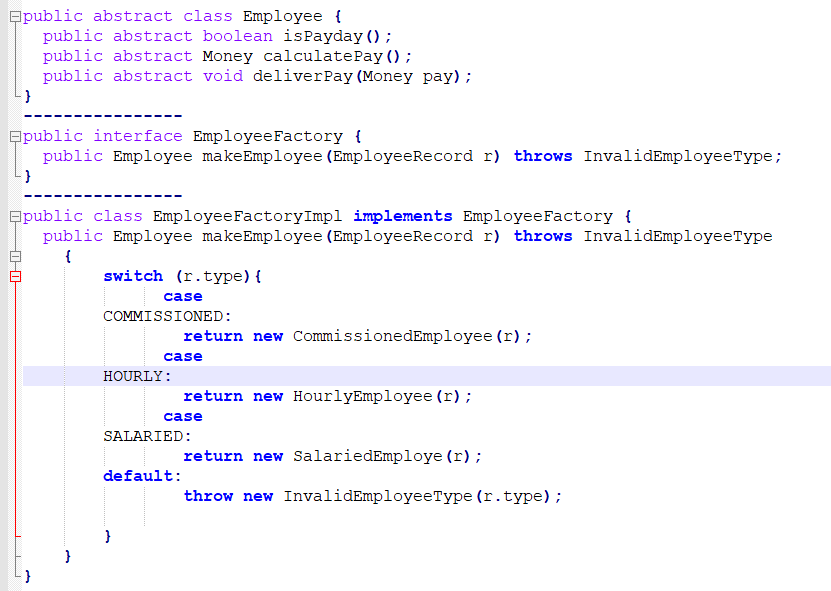 public abstract class Employee {
  public abstract boolean isPayday();
  public abstract Money calculatePay();
  public abstract void deliverPay(Money pay);
}
----------------
public interface EmployeeFactory {
  public Employee makeEmployee(EmployeeRecord r) throws InvalidEmployeeType;
}
----------------
public class EmployeeFactoryImpl implements EmployeeFactory {
  public Employee makeEmployee(EmployeeRecord r) throws InvalidEmployeeType
    {
        switch (r.type){
              case
        COMMISSIONED:
                return new CommissionedEmployee(r);
              case
        HOURLY:
                return new HourlyEmployee(r);
              case
        SALARIED:
                return new SalariedEmploye(r);
        default:
                throw new InvalidEmployeeType(r.type);
        }
    }
}